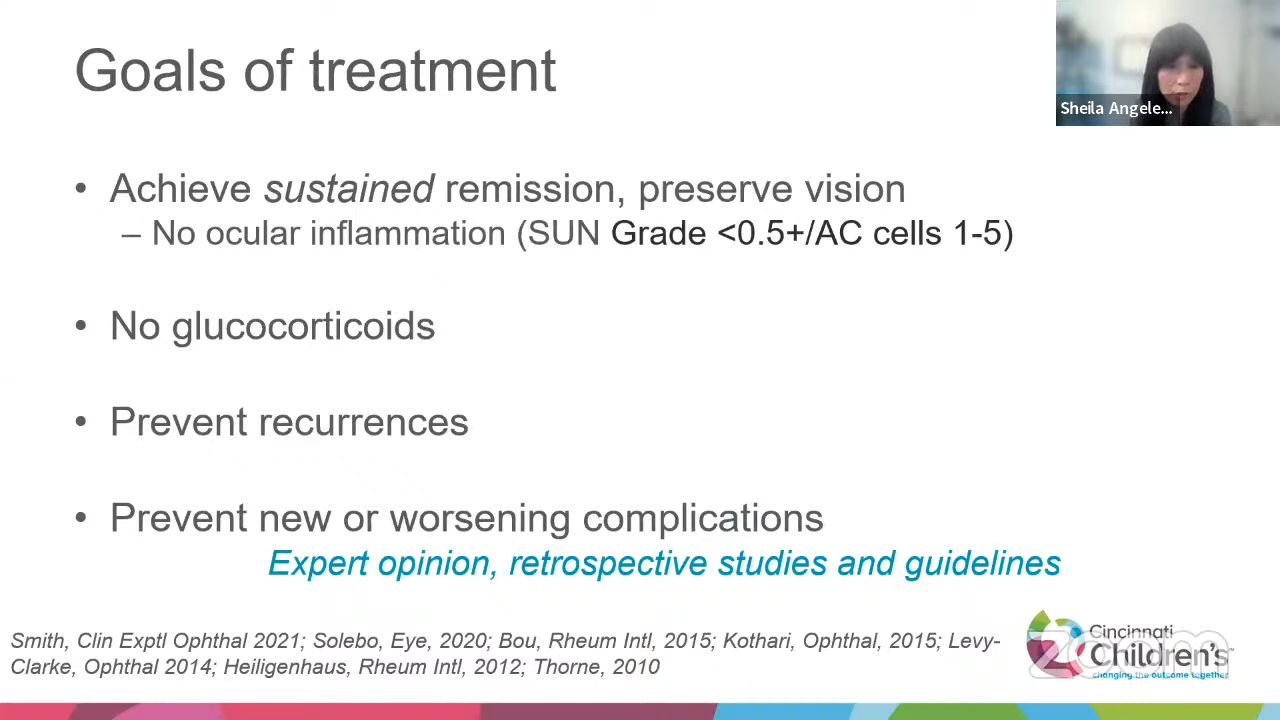 Goals of treatment
Sheila Angele...
• Achieve sustained remission, preserve vision
– No ocular inflammation (SUN Grade <0.5+/AC cells 1-5)
• No glucocorticoids
• Prevent recurrences
• Prevent new or worsening complications
Expert opinion, retrospective studies and guidelines
Smith, Clin Exptl Ophthal 2021; Solebo, Eye, 2020; Bou, Rheum Intl, 2015; Kothari, Ophthal, 2015; Levy-
Clarke, Ophthal 2014; Heiligenhaus, Rheum Intl, 2012; Thorne, 2010
Cincinnati
Children's™
changing the outcome together
zoom